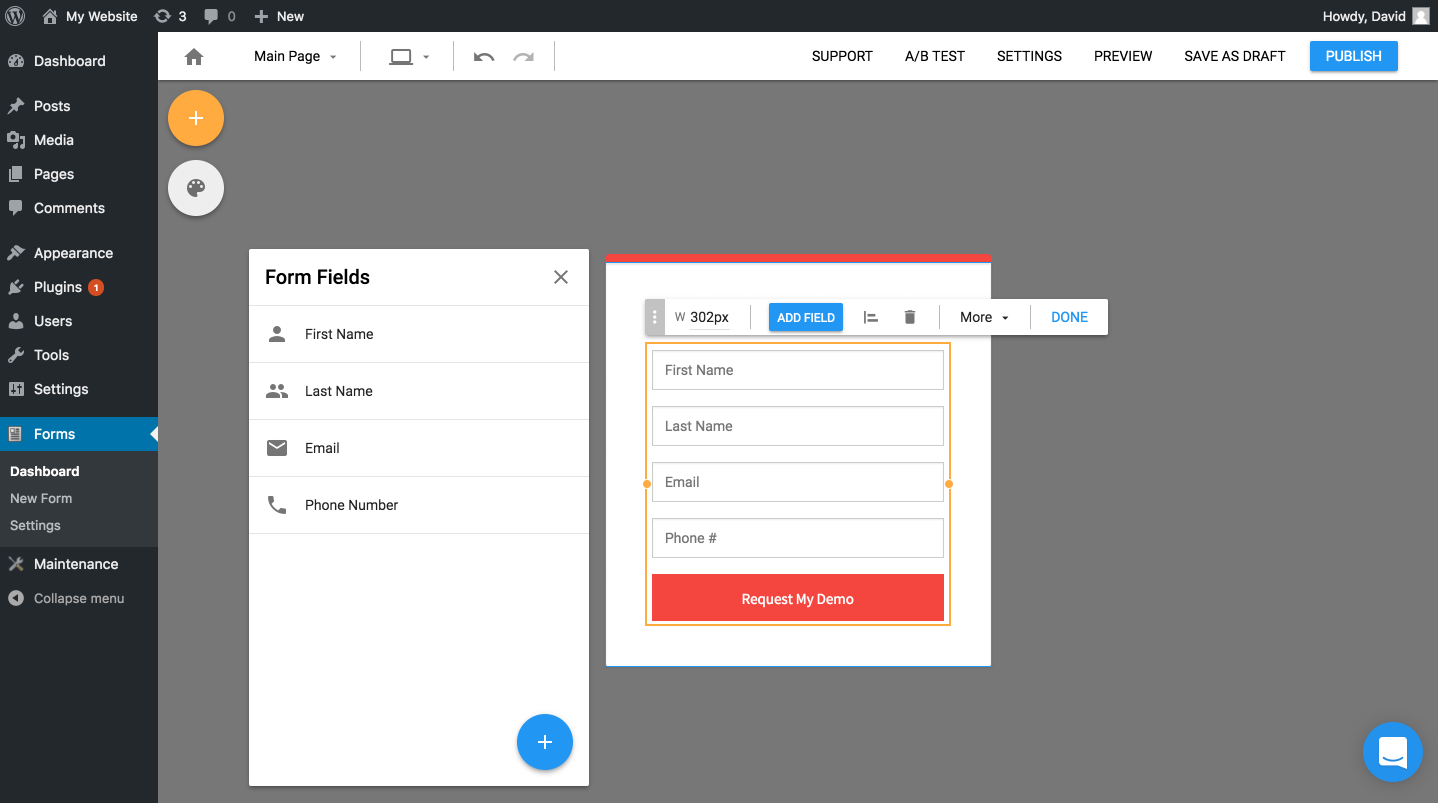 My Website 3 0 New Howdy, David
Main Page SUPPORT A/B TEST SETTINGS PREVIEW SAVE AS DRAFT PUBLISH
Dashboard
Posts
Media
Pages
Comments
Appearance
Plugins 1
Users
Tools
Settings
Forms
Dashboard
New Form
Settings
Maintenance
Collapse menu
Form Fields
First Name
Last Name
Email
Phone Number
W 302px ADD FIELD More DONE
First Name
Last Name
Email
Phone #
Request My Demo